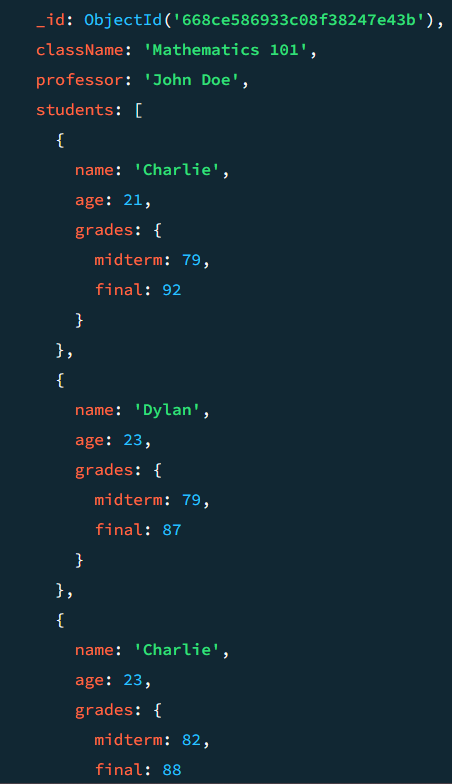 _id: ObjectId('668ce586933c08f38247e43b'),
className: 'Mathematics 101',
professor: 'John Doe',
students: [
{
name: 'Charlie',
age: 21,
grades: {
midterm: 79,
final: 92
}
},
{
name: 'Dylan',
age: 23,
grades: {
midterm: 79,
final: 87
}
},
{
name: 'Charlie',
age: 23,
grades: {
midterm: 82,
final: 88